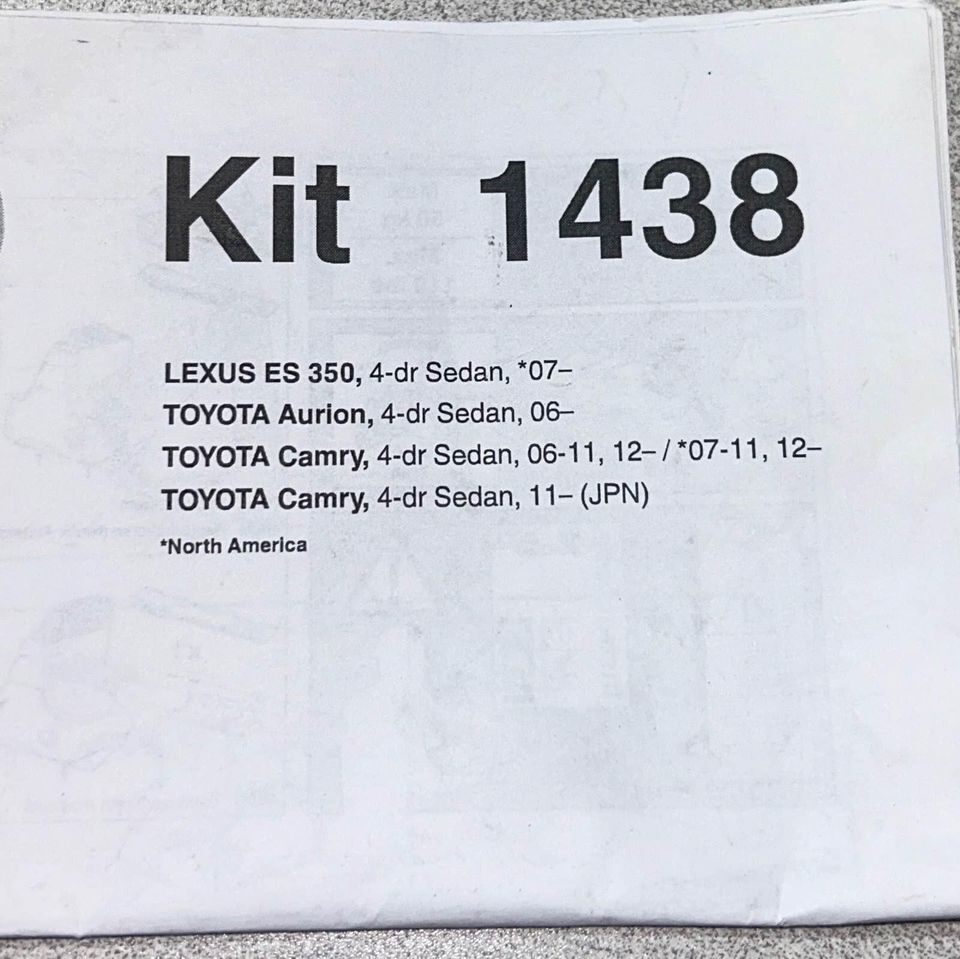 Kit 1438
LEXUS ES 350, 4-dr Sedan, *07–
TOYOTA Aurion, 4-dr Sedan, 06–
TOYOTA Camry, 4-dr Sedan, 06-11, 12– / *07-11, 12–
TOYOTA Camry, 4-dr Sedan, 11– (JPN)
*North America